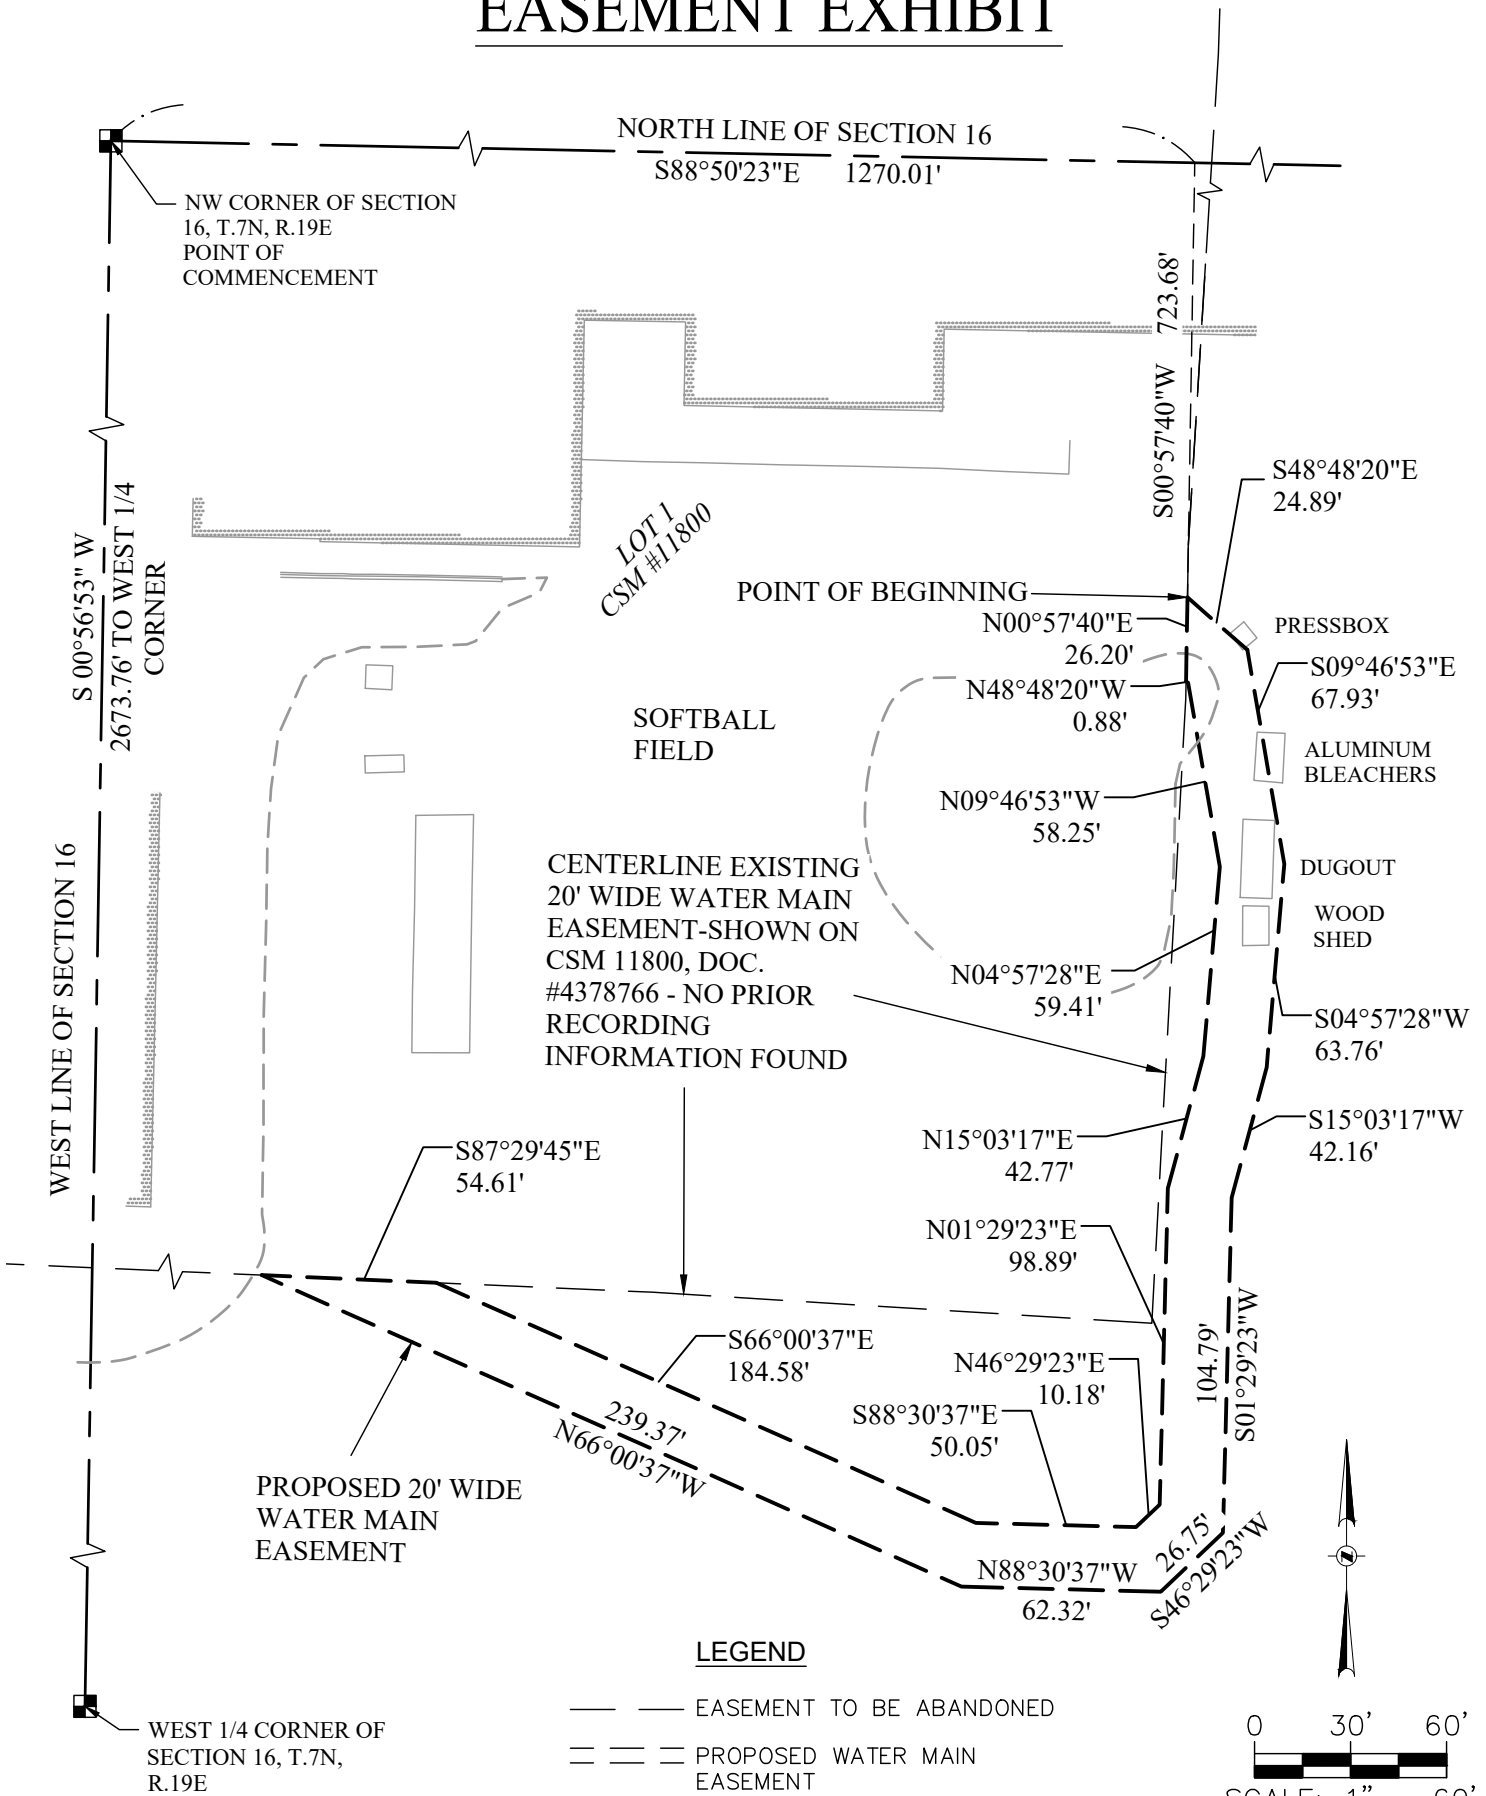 EASEMENT EXHIBIT
NORTH LINE OF SECTION 16
S88°50'23"E 1270.01'
NW CORNER OF SECTION
16, T.7N, R.19E
POINT OF
COMMENCEMENT
S00°57'40"W 723.68'
S48°48'20"E
24.89'
LOT 1
CSM #11800
S 00°56'53" W
2673.76' TO WEST 1/4
CORNER
POINT OF BEGINNING
N00°57'40"E
26.20'
PRESSBOX
S09°46'53"E
67.93'
N48°48'20"W
0.88'
SOFTBALL
FIELD
ALUMINUM
BLEACHERS
N09°46'53"W
58.25'
CENTERLINE EXISTING
20' WIDE WATER MAIN
EASEMENT-SHOWN ON
CSM 11800, DOC.
#4378766 - NO PRIOR
RECORDING
INFORMATION FOUND
DUGOUT
WOOD
SHED
N04°57'28"E
59.41'
S04°57'28"W
63.76'
WEST LINE OF SECTION 16
S87°29'45"E
54.61'
N15°03'17"E
42.77'
S15°03'17"W
42.16'
N01°29'23"E
98.89'
104.79'
S01°29'23"W
S66°00'37"E
184.58'
N46°29'23"E
10.18'
S88°30'37"E
50.05'
239.37'
N66°00'37"W
PROPOSED 20' WIDE
WATER MAIN
EASEMENT
26.75'
S46°29'23"W
N88°30'37"W
62.32'
N
LEGEND
EASEMENT TO BE ABANDONED
PROPOSED WATER MAIN
EASEMENT
WEST 1/4 CORNER OF
SECTION 16, T.7N,
R.19E
0 30' 60'
SCALE: 1" 60'